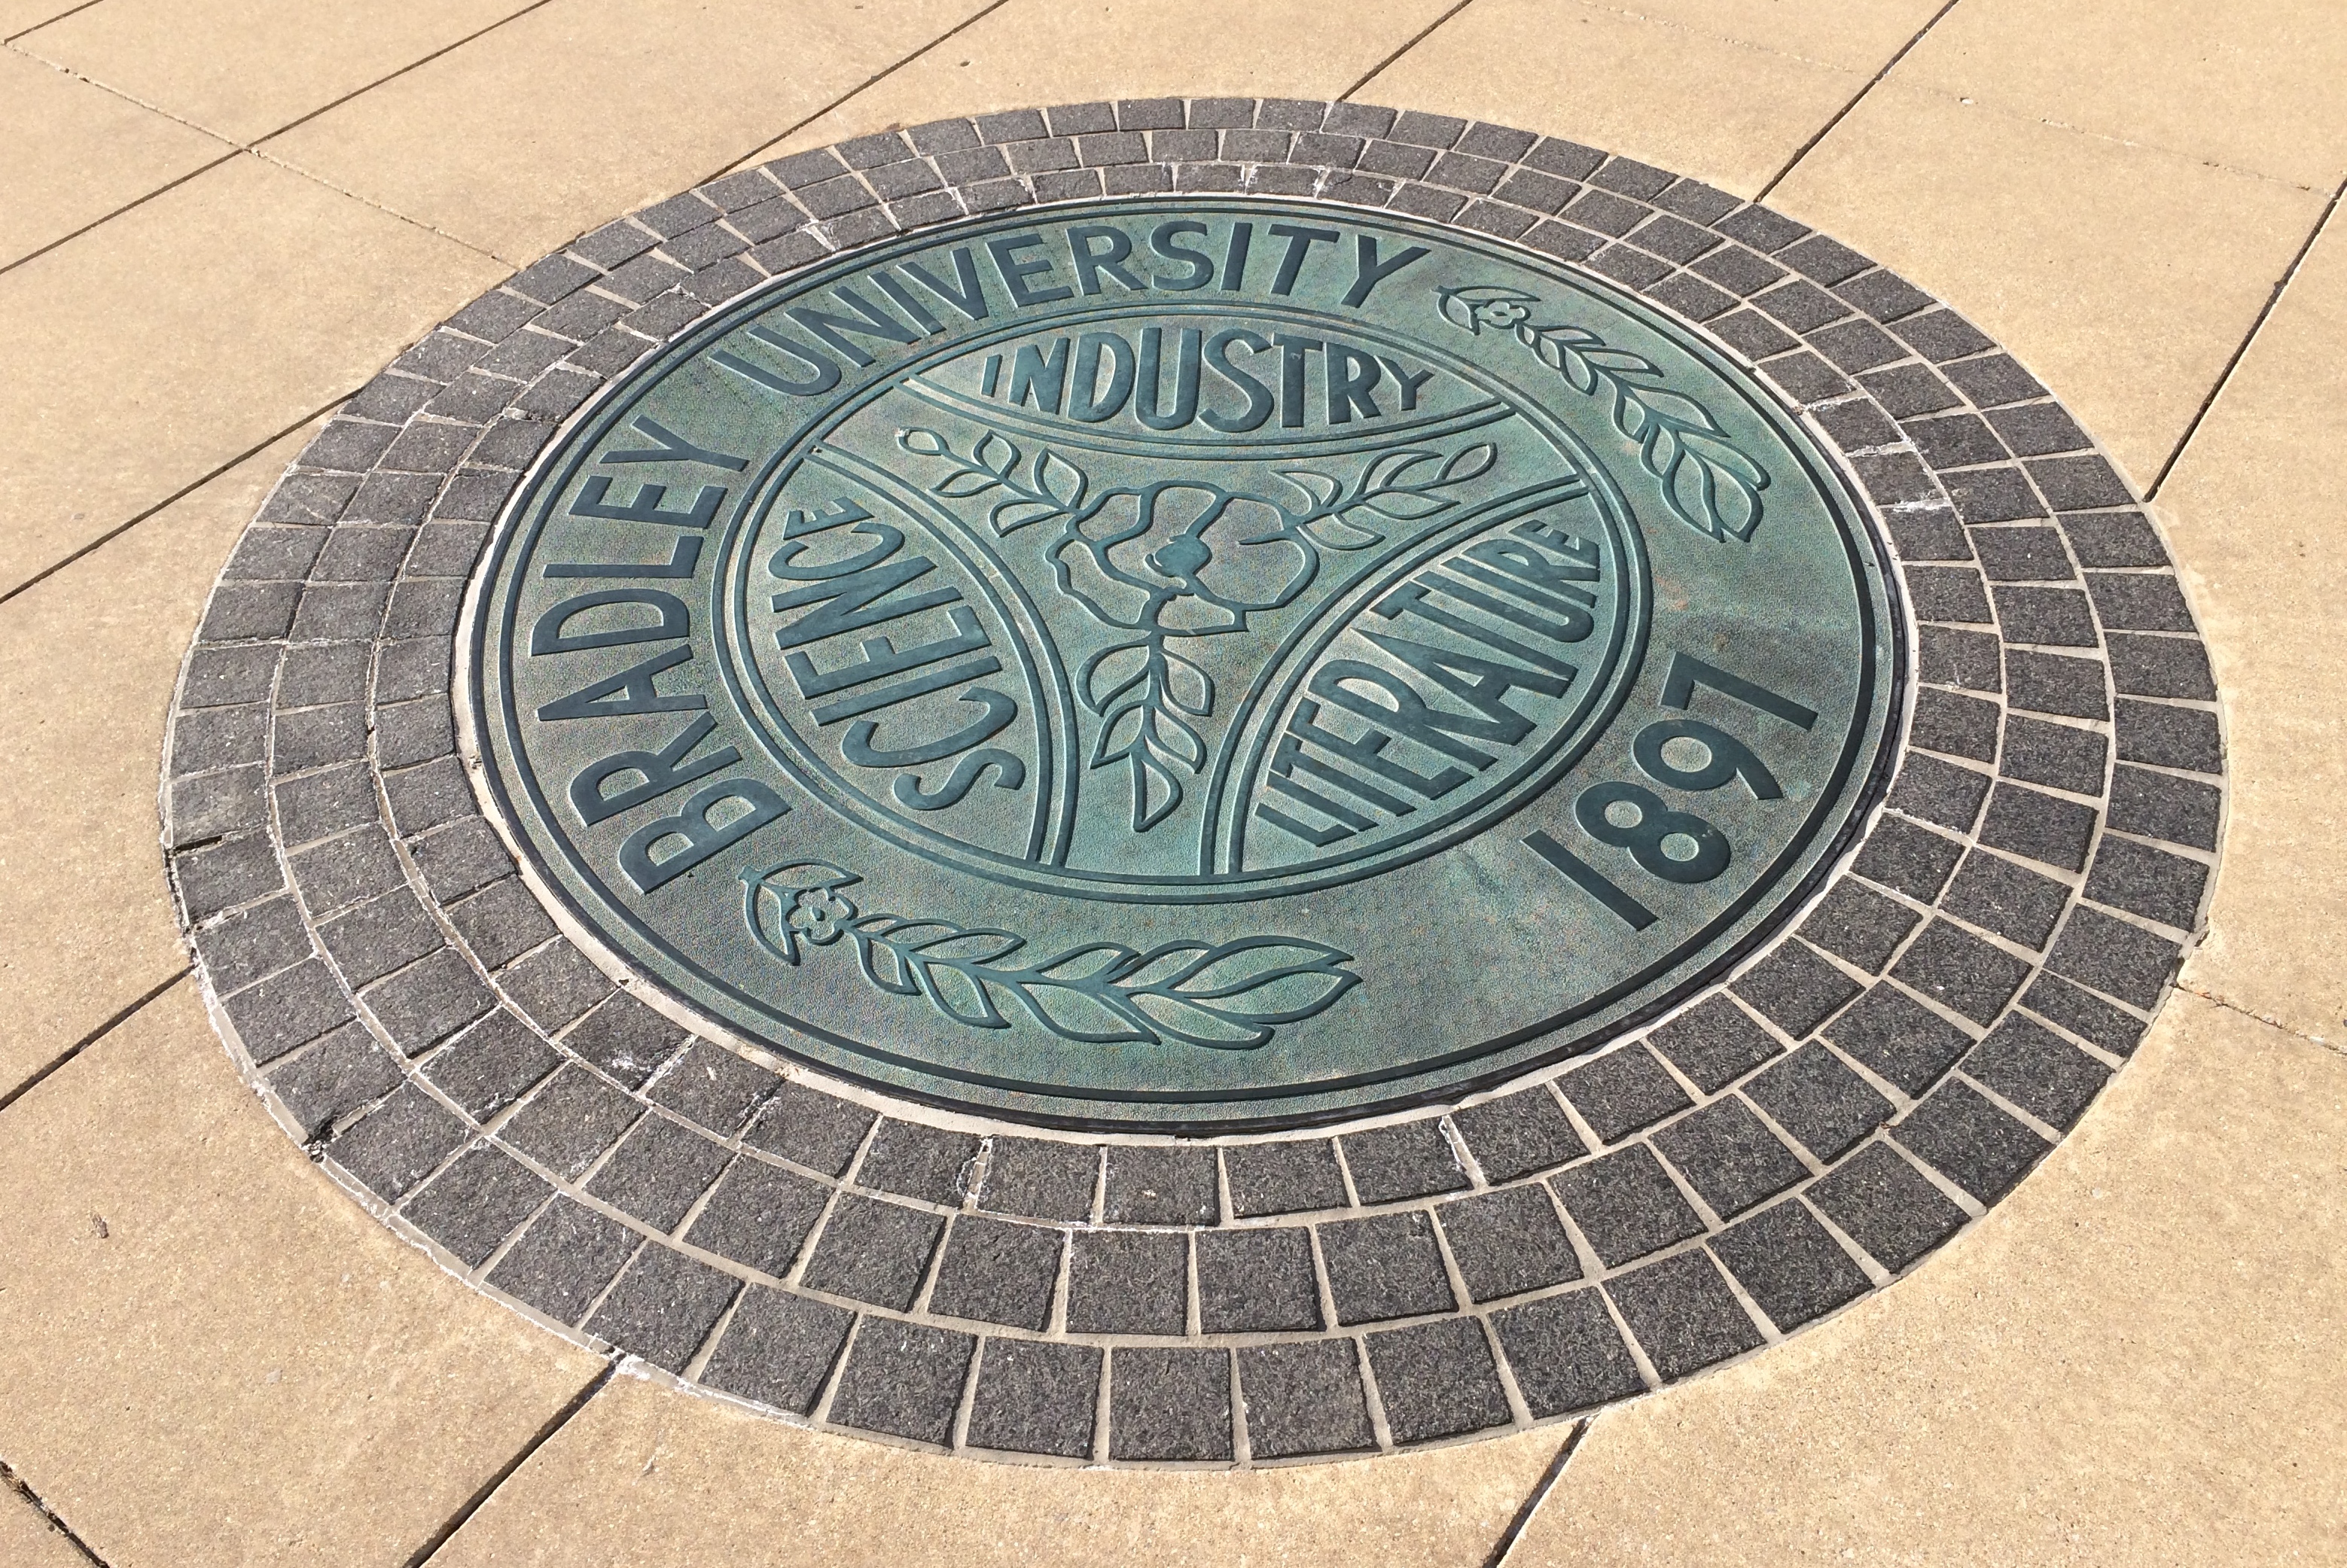 BRADLEY UNIVERSITY
INDUSTRY
SCIENCE
LITERATURE
1897